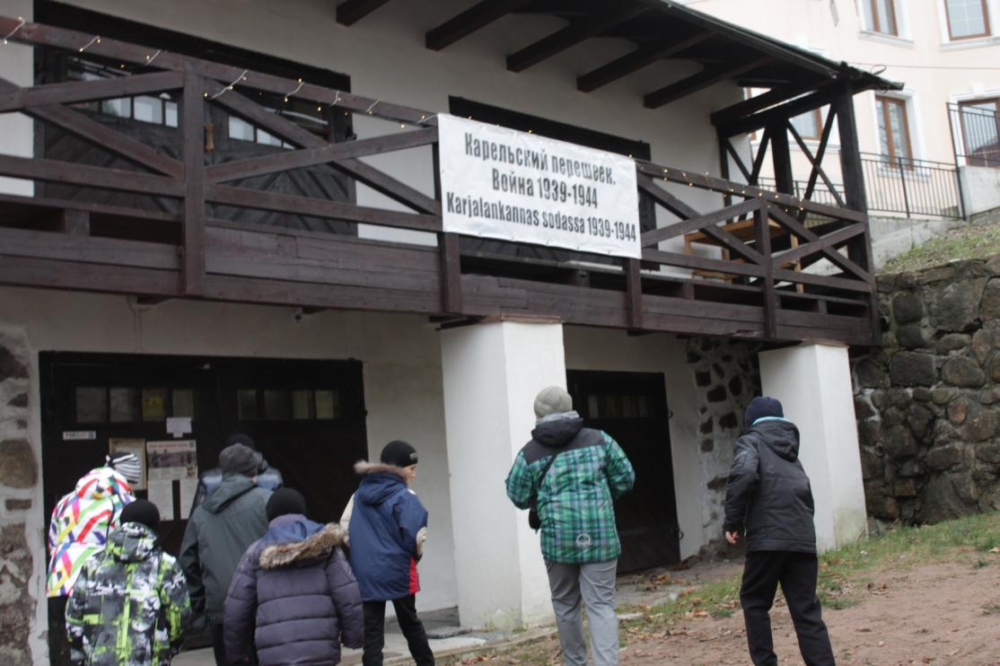 Карельский перешеек.
Война 1939-1944
Karjalankannas sodassa 1939-1944